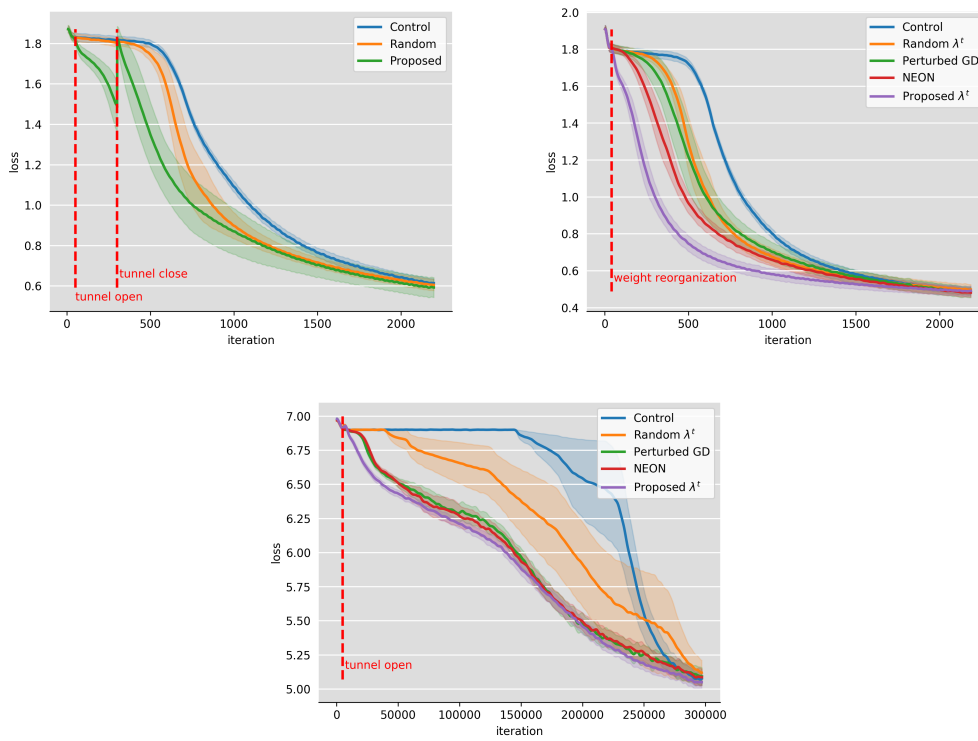 Control
Random
Proposed
1.8
1.6
1.4
1.2
1.0
0.8
0.6
loss
tunnel close
tunnel open
0
500
1000
1500
2000
iteration
2.0
1.8
1.6
1.4
1.2
1.0
0.8
0.6
0.4
loss
Control
Random λᵗ
Perturbed GD
NEON
Proposed λᵗ
weight reorganization
0
500
1000
1500
2000
iteration
7.00
6.75
6.50
6.25
6.00
5.75
5.50
5.25
5.00
loss
Control
Random λᵗ
Perturbed GD
NEON
Proposed λᵗ
tunnel open
0
50000
100000
150000
200000
250000
300000
iteration